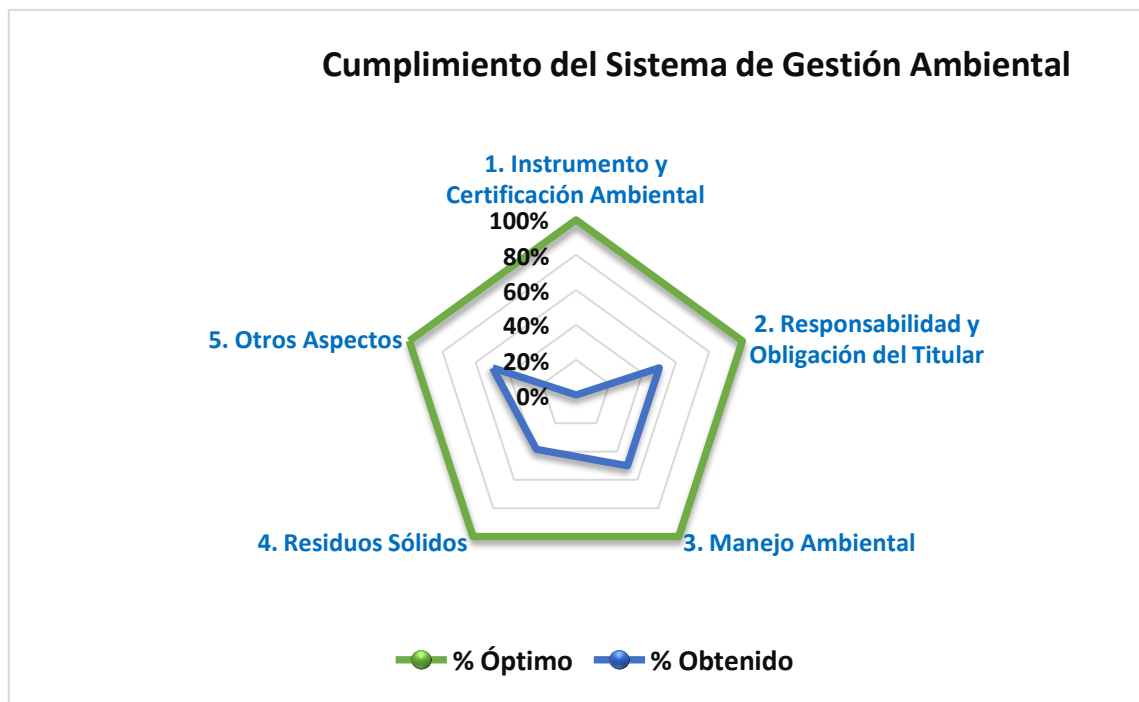 Cumplimiento del Sistema de Gestión Ambiental
1. Instrumento y
Certificación Ambiental
100%
80%
60%
40%
20%
0%
2. Responsabilidad y
Obligación del Titular
3. Manejo Ambiental
4. Residuos Sólidos
5. Otros Aspectos
% Óptimo
% Obtenido